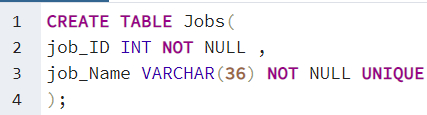 1 CREATE TABLE Jobs(
2 job_ID INT NOT NULL ,
3 job_Name VARCHAR(36) NOT NULL UNIQUE
4 );